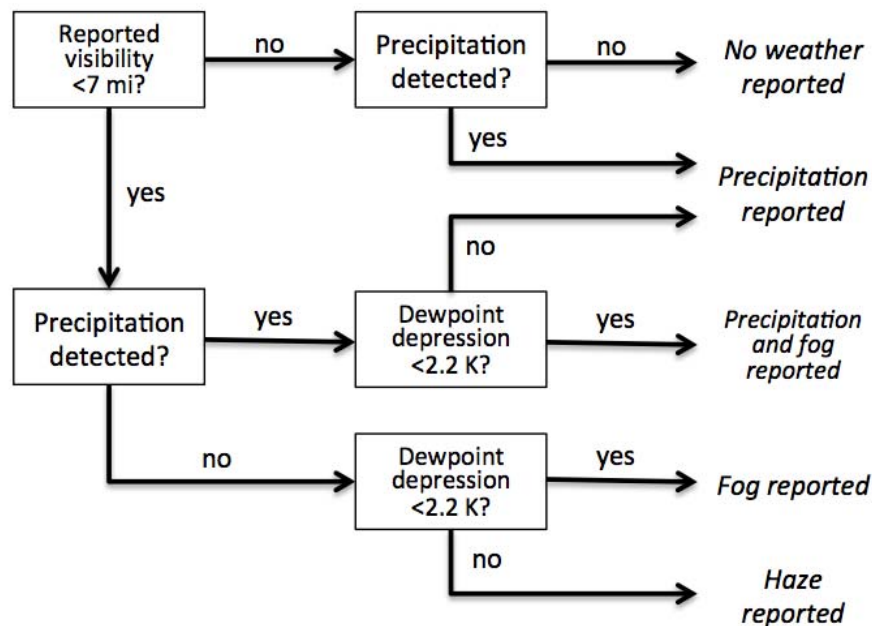 Reported
visibility
<7 mi?
no
Precipitation
detected?
no
No weather
reported
yes
yes
Precipitation
reported
no
Precipitation
detected?
yes
Dewpoint
depression
<2.2 K?
yes
Precipitation
and fog
reported
no
Dewpoint
depression
<2.2 K?
yes
Fog reported
no
Haze
reported